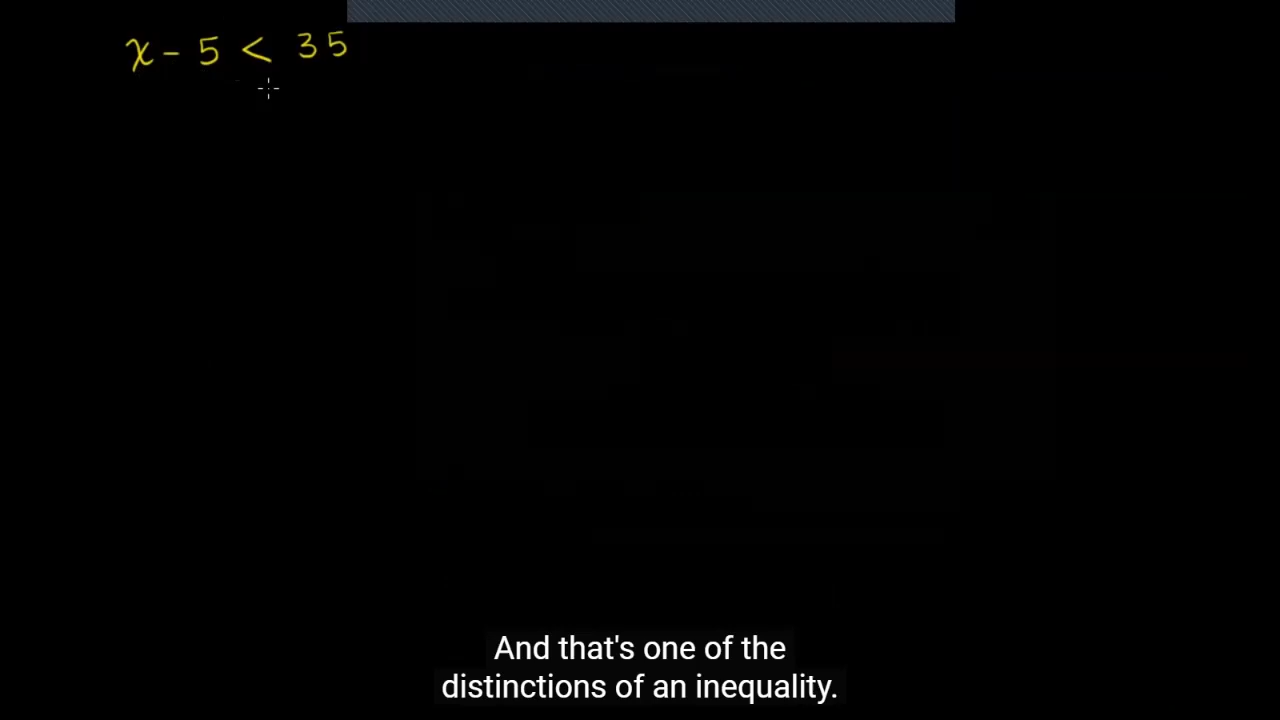 x - 5 < 35
And that's one of the
distinctions of an inequality.